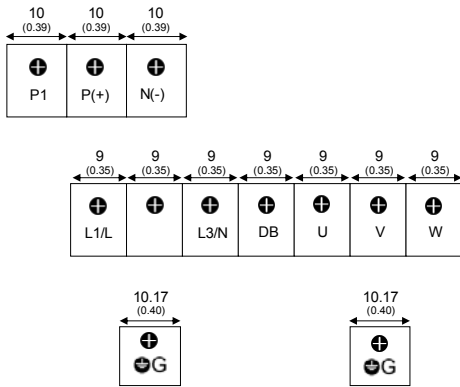 10 10 10
(0.39) (0.39) (0.39)
P1 P(+) N(-)
9 9 9 9 9 9 9
(0.35) (0.35) (0.35) (0.35) (0.35) (0.35) (0.35)
L1/L L3/N DB U V W
10.17 10.17
(0.40) (0.40)
G G